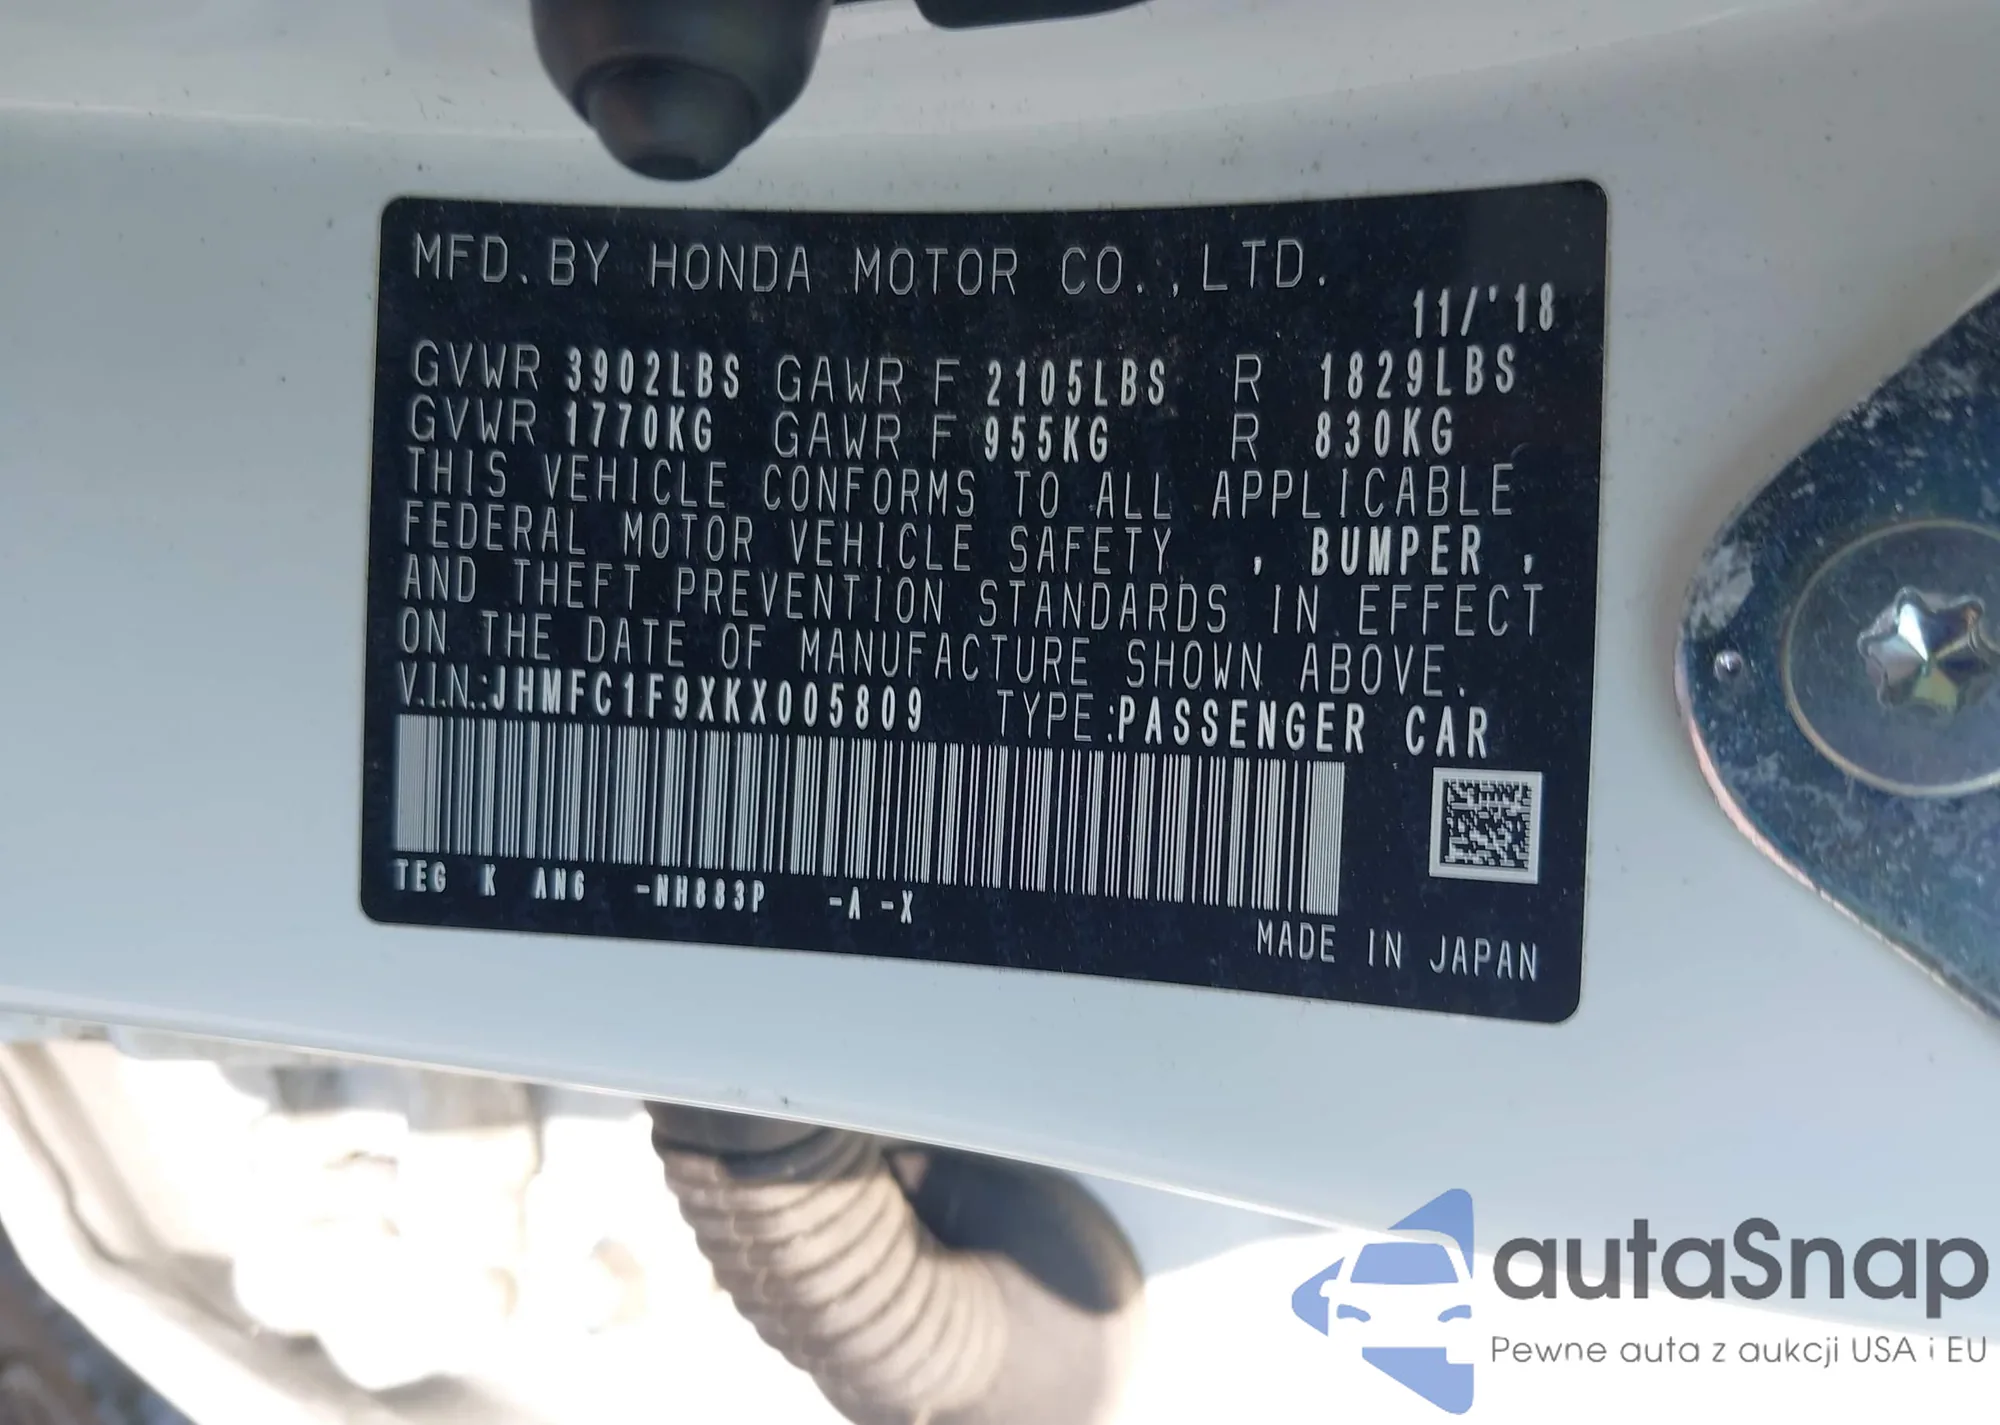 MFD. BY HONDA MOTOR CO., LTD.
11/'18
GVWR 3902LBS GAWR F 2105LBS R 1829LBS
GVWR 1770KG GAWR F 955KG R 830KG
THIS VEHICLE CONFORMS TO ALL APPLICABLE
FEDERAL MOTOR VEHICLE SAFETY , BUMPER ,
AND THEFT PREVENTION STANDARDS IN EFFECT
ON THE DATE OF MANUFACTURE SHOWN ABOVE.
V.I.N.:JHMFC1F9XKX005809 TYPE:PASSENGER CAR
TEG K AN6 -NH883P -A -X
MADE IN JAPAN
autaSnap
Pewne auta z aukcji USA i EU